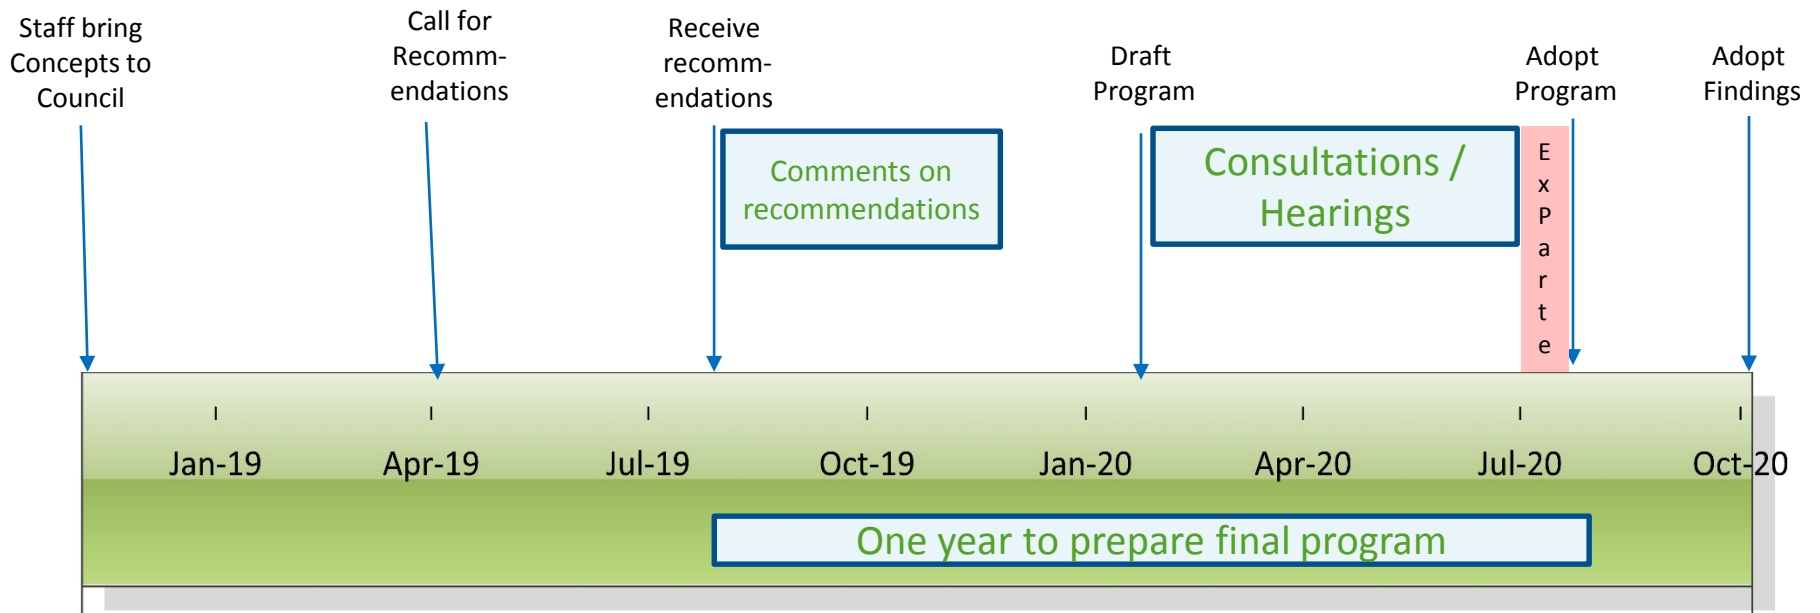 Staff bring
Concepts to
Council
Call for
Recomm-
endations
Receive
recomm-
endations
Draft
Program
Adopt
Program
Adopt
Findings
Comments on
recommendations
Consultations /
Hearings
E
x
P
a
r
t
e
Jan-19
Apr-19
Jul-19
Oct-19
Jan-20
Apr-20
Jul-20
Oct-20
One year to prepare final program